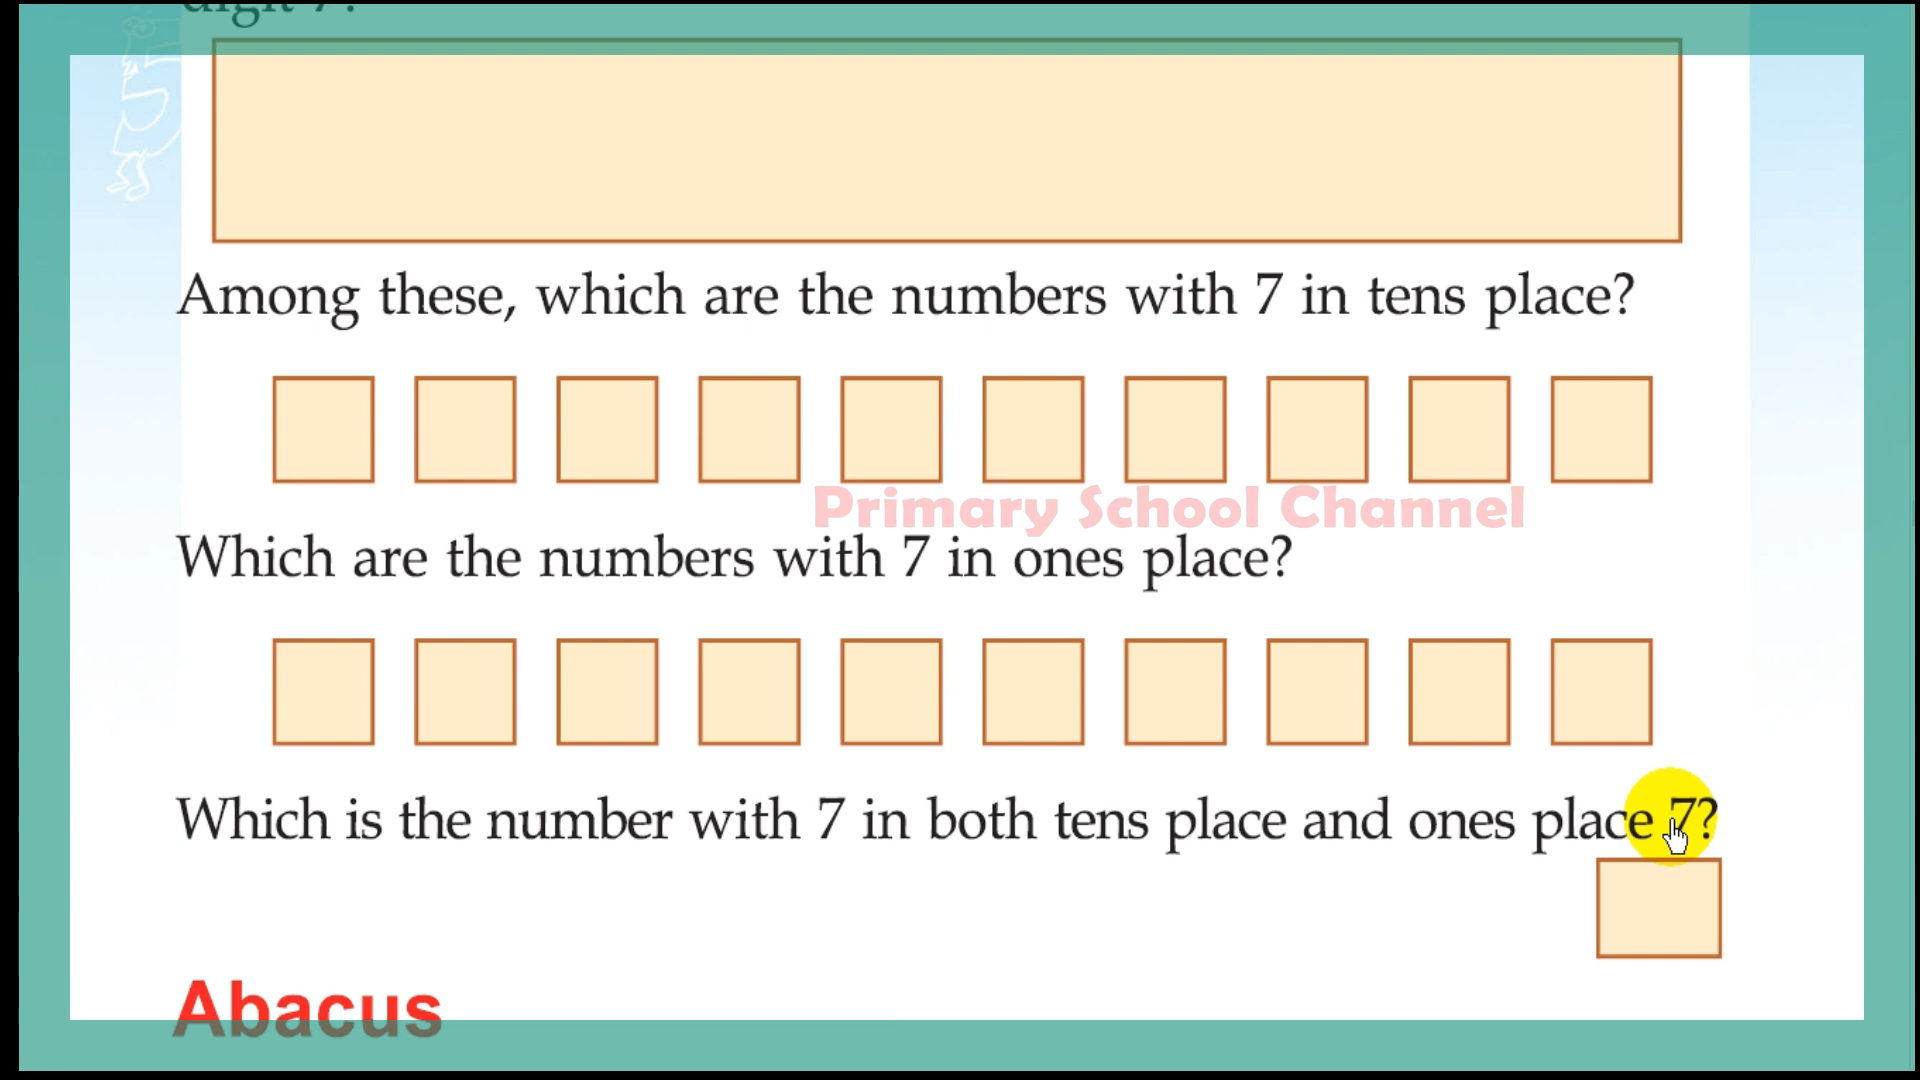 digit 7?
Among these, which are the numbers with 7 in tens place?
Primary School Channel
Which are the numbers with 7 in ones place?
Which is the number with 7 in both tens place and ones place 7?
Abacus